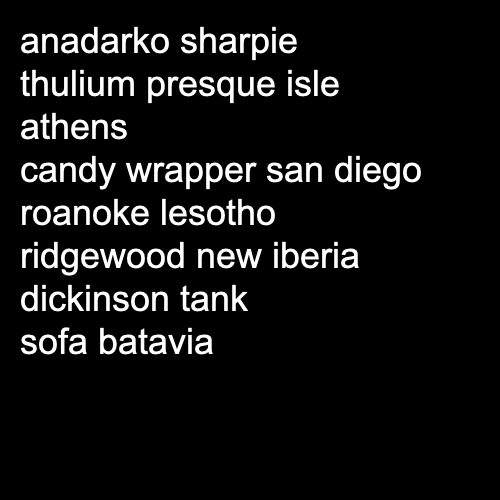 anadarko sharpie
thulium presque isle
athens
candy wrapper san diego
roanoke lesotho
ridgewood new iberia
dickinson tank
sofa batavia